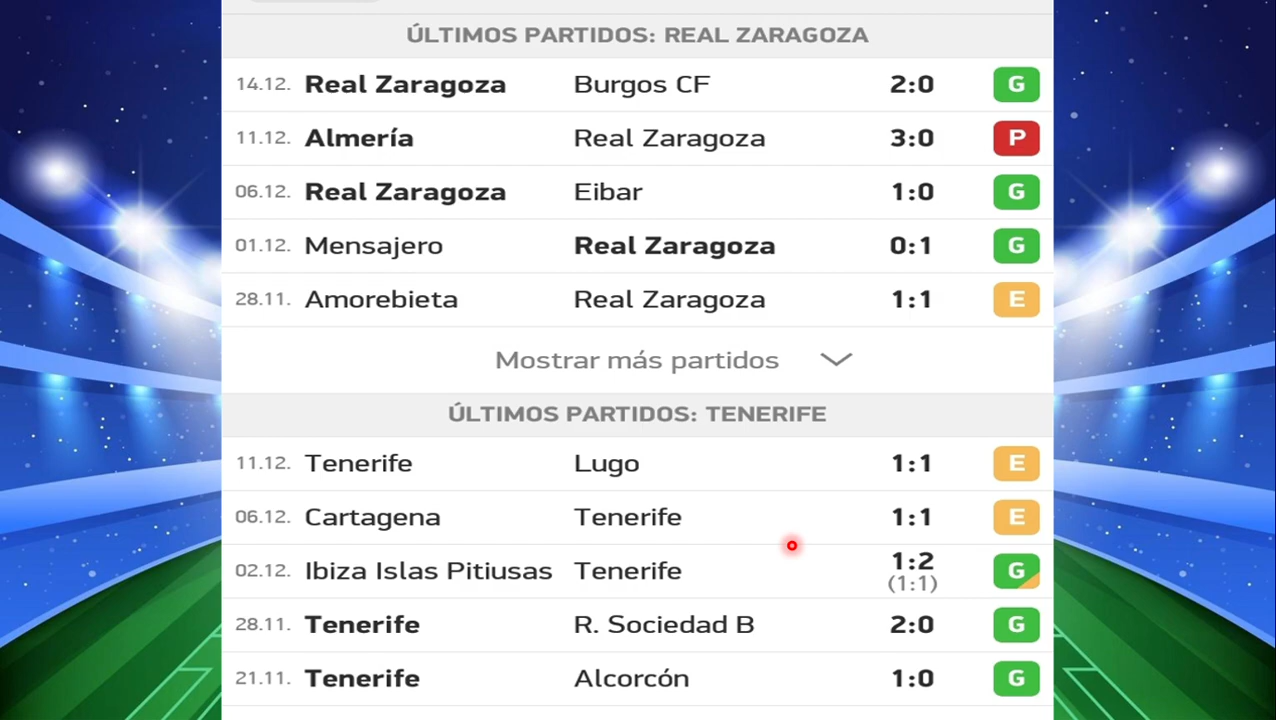 ÚLTIMOS PARTIDOS: REAL ZARAGOZA
14.12. Real Zaragoza Burgos CF 2:0 G
11.12. Almería Real Zaragoza 3:0 P
06.12. Real Zaragoza Eibar 1:0 G
01.12. Mensajero Real Zaragoza 0:1 G
28.11. Amorebieta Real Zaragoza 1:1 E
Mostrar más partidos
ÚLTIMOS PARTIDOS: TENERIFE
11.12. Tenerife Lugo 1:1 E
06.12. Cartagena Tenerife 1:1 E
02.12. Ibiza Islas Pitiusas Tenerife 1:2 (1:1) G
28.11. Tenerife R. Sociedad B 2:0 G
21.11. Tenerife Alcorcón 1:0 G